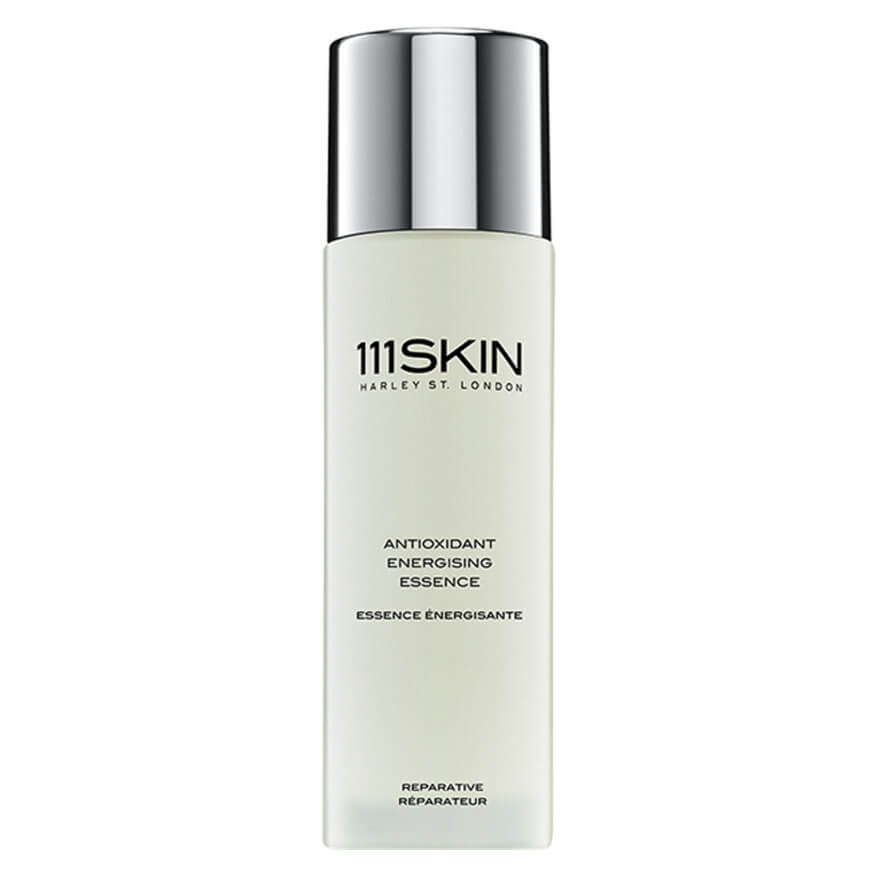 111SKIN
HARLEY ST. LONDON
ANTIOXIDANT
ENERGISING
ESSENCE
ESSENCE ÉNERGISANTE
REPARATIVE
RÉPARATEUR